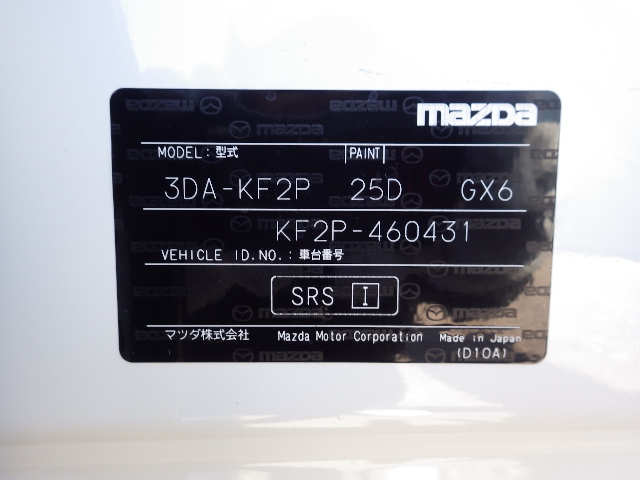 mazda
MODEL : 型式 PAINT
3DA-KF2P 25D GX6
KF2P-460431
VEHICLE ID.NO. : 車台番号
SRS I
マツダ株式会社 Mazda Motor Corporation Made in Japan
(D10A)